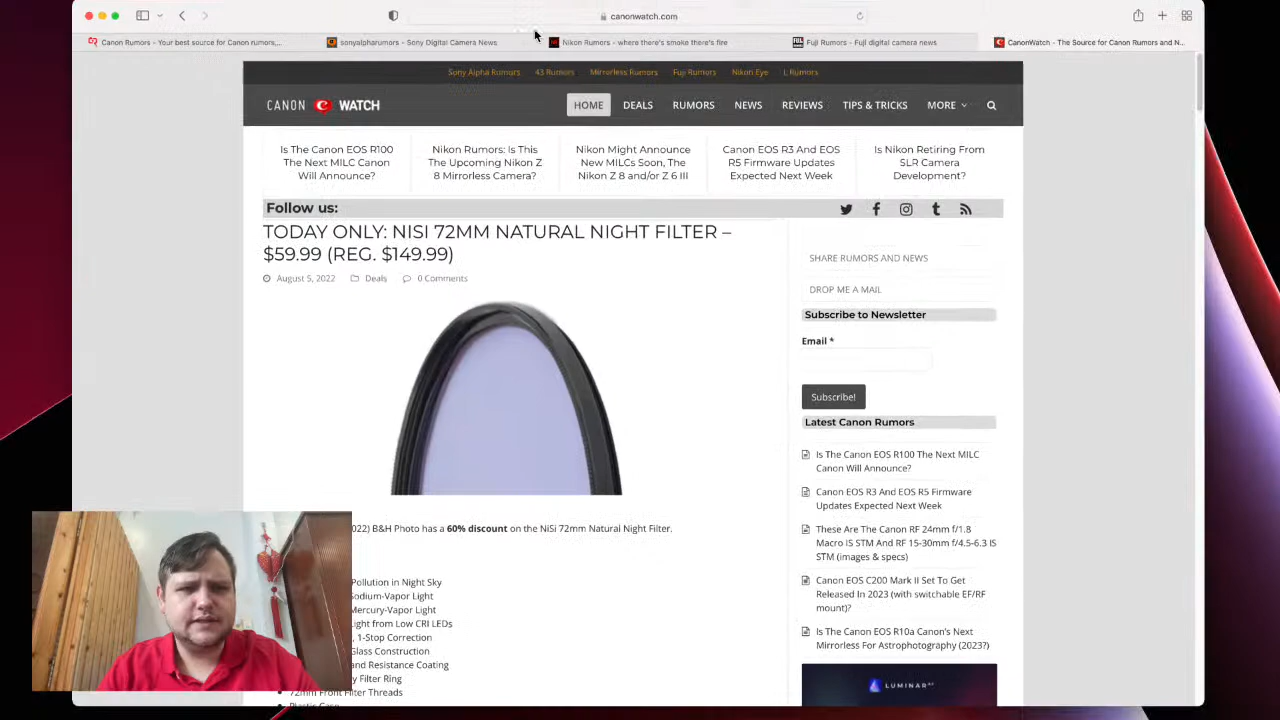 canonwatch.com
Canon Rumors - Your best source for Canon rumors,...
sonyalpharumors – Sony Digital Camera News
Nikon Rumors - where there's smoke there's fire
Fuji Rumors - Fuji digital camera news
CanonWatch - The Source for Canon Rumors and N...
Sony Alpha Rumors 43 Rumors Mirrorless Rumors Fuji Rumors Nikon Eye L Rumors
CANON WATCH
HOME DEALS RUMORS NEWS REVIEWS TIPS & TRICKS MORE
Is The Canon EOS R100
The Next MILC Canon
Will Announce?
Nikon Rumors: Is This
The Upcoming Nikon Z
8 Mirrorless Camera?
Nikon Might Announce
New MILCs Soon, The
Nikon Z 8 and/or Z 6 III
Canon EOS R3 And EOS
R5 Firmware Updates
Expected Next Week
Is Nikon Retiring From
SLR Camera
Development?
Follow us:
TODAY ONLY: NISI 72MM NATURAL NIGHT FILTER –
$59.99 (REG. $149.99)
August 5, 2022 Deals 0 Comments
2022) B&H Photo has a 60% discount on the NiSi 72mm Natural Night Filter.
Pollution in Night Sky
Sodium-Vapor Light
Mercury-Vapor Light
Light from Low CRI LEDs
, 1-Stop Correction
Glass Construction
and Resistance Coating
Filter Ring
72mm Front Filter Threads
Plastic Case
SHARE RUMORS AND NEWS
DROP ME A MAIL
Subscribe to Newsletter
Email *
Subscribe!
Latest Canon Rumors
Is The Canon EOS R100 The Next MILC
Canon Will Announce?
Canon EOS R3 And EOS R5 Firmware
Updates Expected Next Week
These Are The Canon RF 24mm f/1.8
Macro IS STM And RF 15-30mm f/4.5-6.3 IS
STM (images & specs)
Canon EOS C200 Mark II Set To Get
Released In 2023 (with switchable EF/RF
mount)?
Is The Canon EOS R10a Canon's Next
Mirrorless For Astrophotography (2023?)
LUMINAR